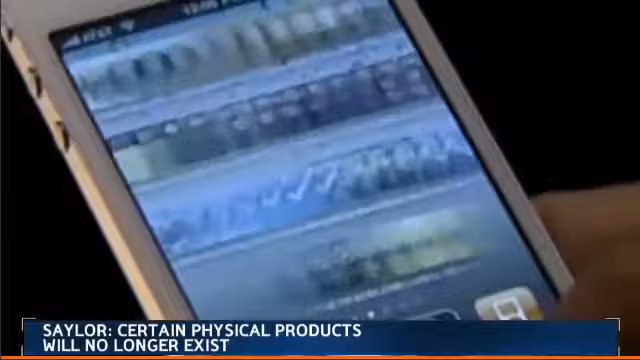 SAYLOR: CERTAIN PHYSICAL PRODUCTS
WILL NO LONGER EXIST